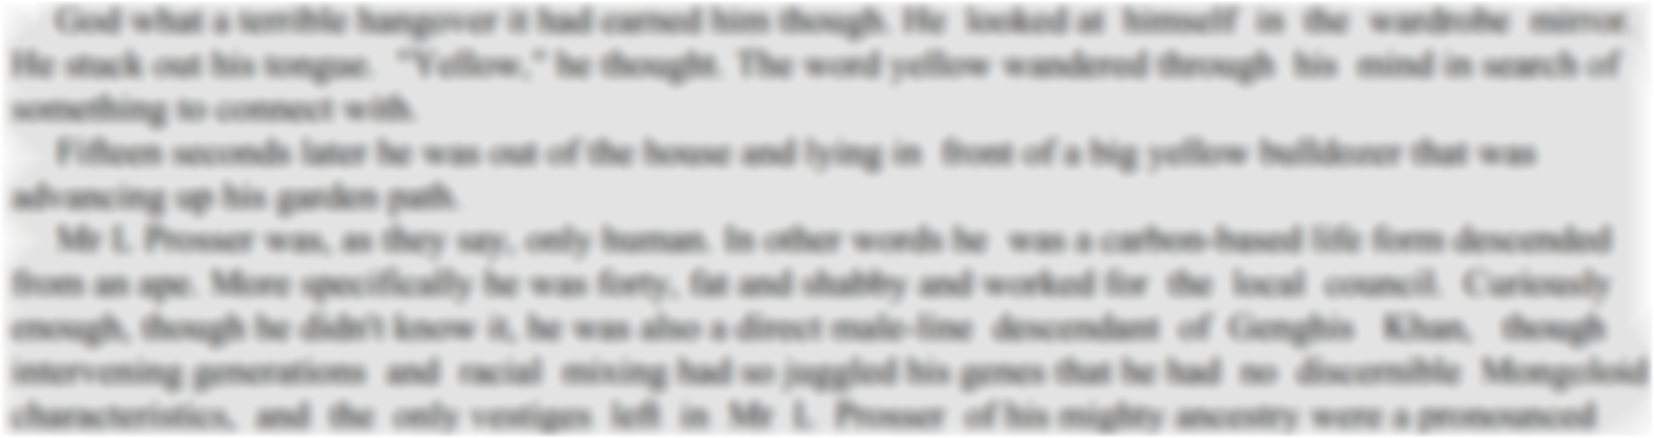 God what a terrible hangover it had earned him though. He looked at himself in the wardrobe mirror.
He stuck out his tongue. "Yellow," he thought. The word yellow wandered through his mind in search of
something to connect with.
Fifteen seconds later he was out of the house and lying in front of a big yellow bulldozer that was
advancing up his garden path.
Mr L Prosser was, as they say, only human. In other words he was a carbon-based life form descended
from an ape. More specifically he was forty, fat and shabby and worked for the local council. Curiously
enough, though he didn't know it, he was also a direct male-line descendant of Genghis Khan, though
intervening generations and racial mixing had so juggled his genes that he had no discernible Mongoloid
characteristics, and the only vestiges left in Mr L Prosser of his mighty ancestry were a pronounced